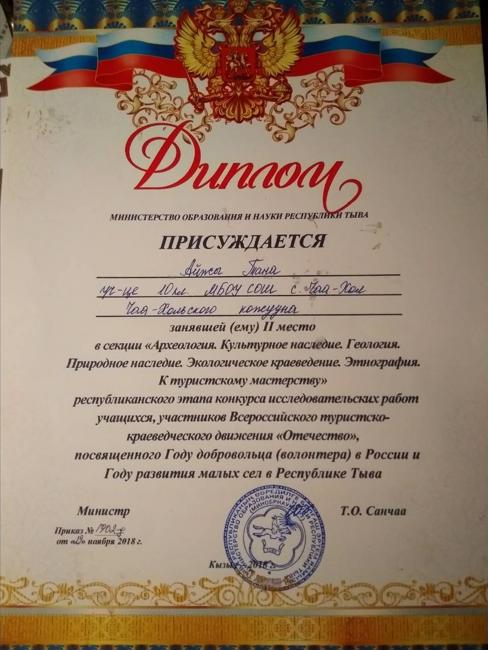 Диплом
МИНИСТЕРСТВО ОБРАЗОВАНИЯ И НАУКИ РЕСПУБЛИКИ ТЫВА
ПРИСУЖДАЕТСЯ
Айжы Тана
уч-це 10 кл. МБОУ СОШ с. Чаа-Холь
Чаа-Хольского кожууна
занявшей (ему) II место
в секции «Археология. Культурное наследие. Геология.
Природное наследие. Экологическое краеведение. Этнография.
К туристскому мастерству»
республиканского этапа конкурса исследовательских работ
учащихся, участников Всероссийского туристско-
краеведческого движения «Отечество»,
посвященного Году добровольца (волонтера) в России и
Году развития малых сел в Республике Тыва
Министр Т.О. Санчаа
Приказ №
от ноября 2018 г.
Кызыл – 2018 г.